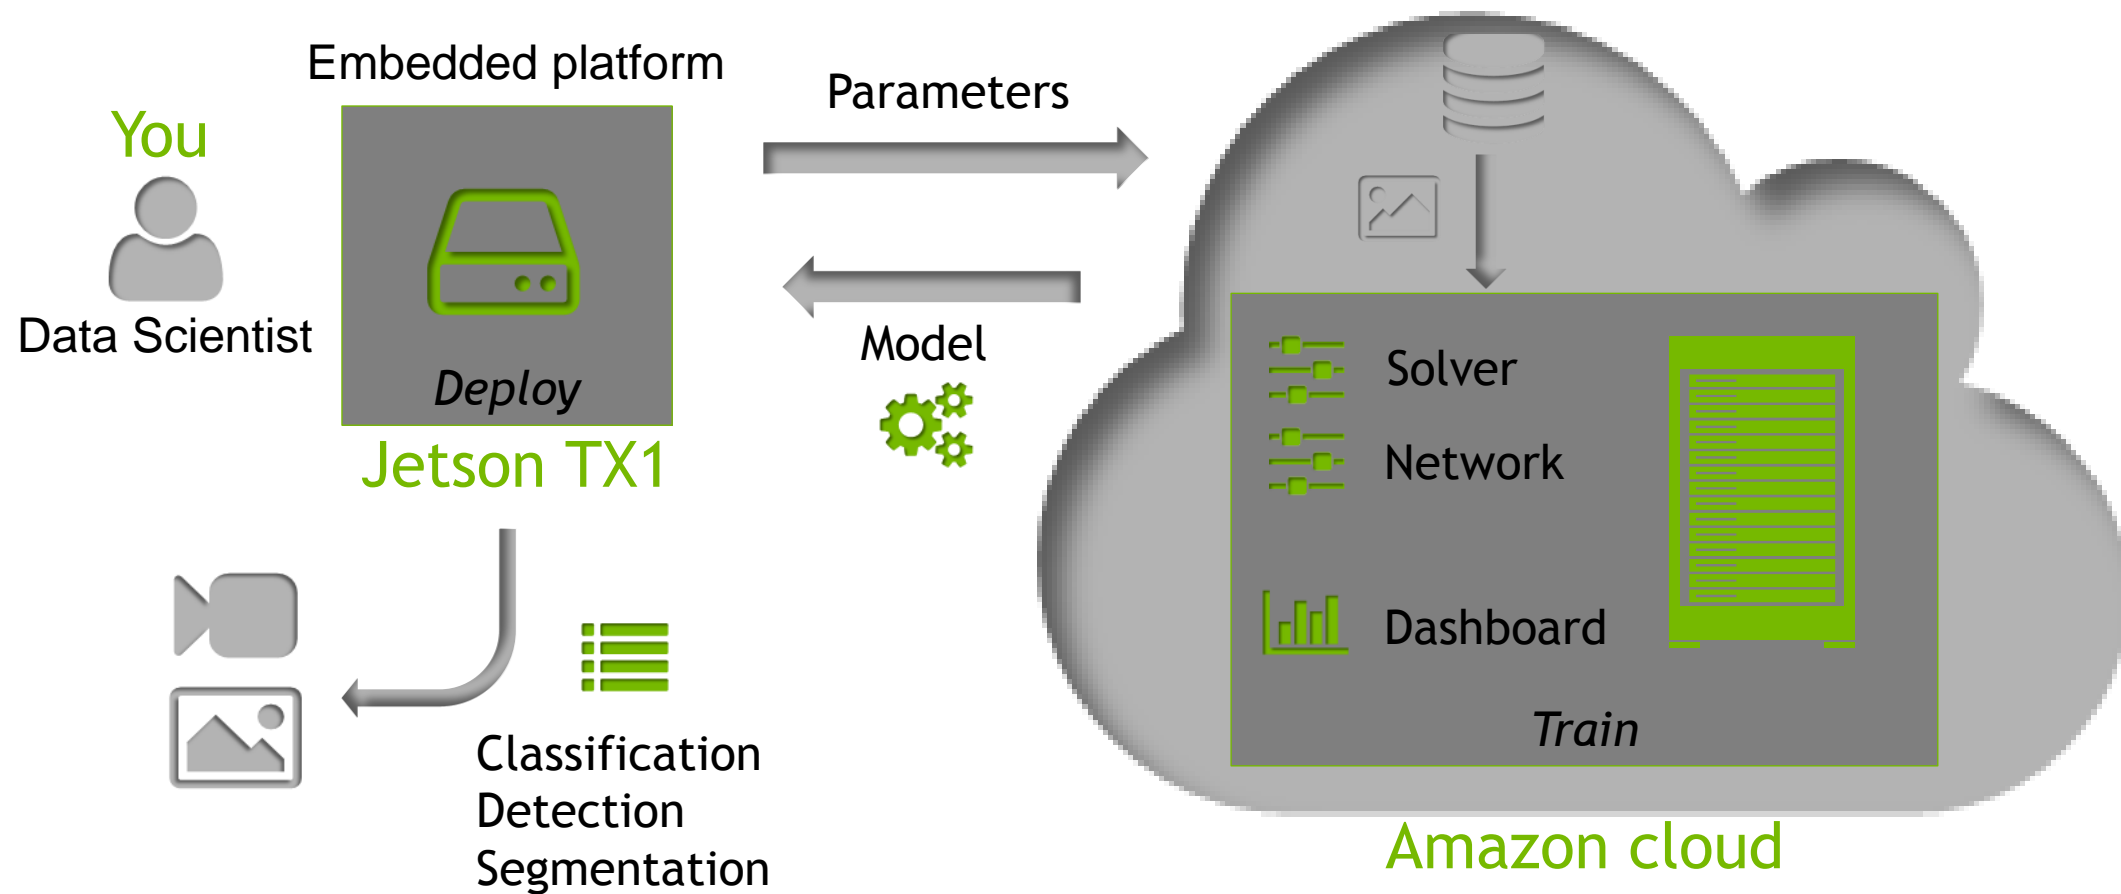 Embedded platform
You
Data Scientist
Deploy
Jetson TX1
Parameters
Model
Classification
Detection
Segmentation
Solver
Network
Dashboard
Train
Amazon cloud